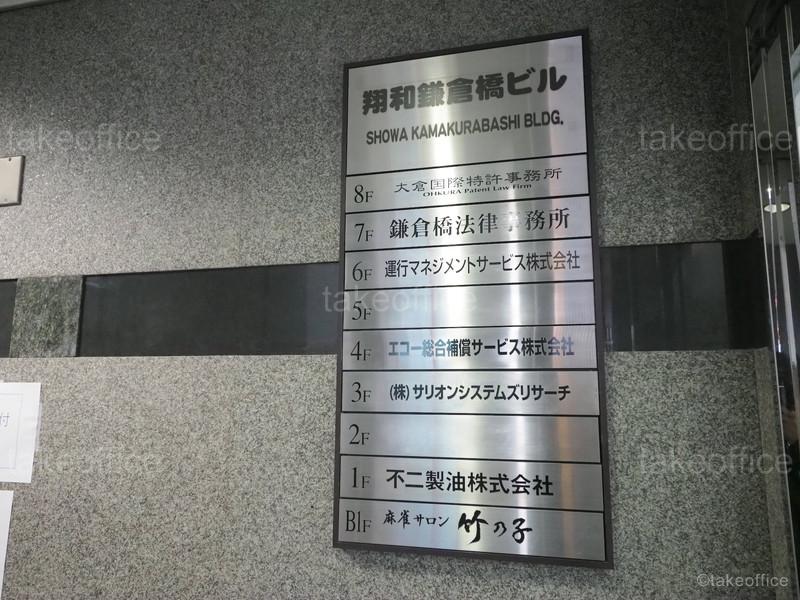 翔和鎌倉橋ビル
SHOWA KAMAKURABASHI BLDG.
8F 大倉国際特許事務所
OHKURA Patent Law Firm
7F 鎌倉橋法律事務所
6F 運行マネジメントサービス株式会社
5F
4F エコー総合補償サービス株式会社
3F (株)サリオンシステムズリサーチ
2F
1F 不二製油株式会社
B1F 麻雀サロン 竹の子
付
takeoffice takeoffice
takeoffice
takeoffice takeoffice
©takeoffice